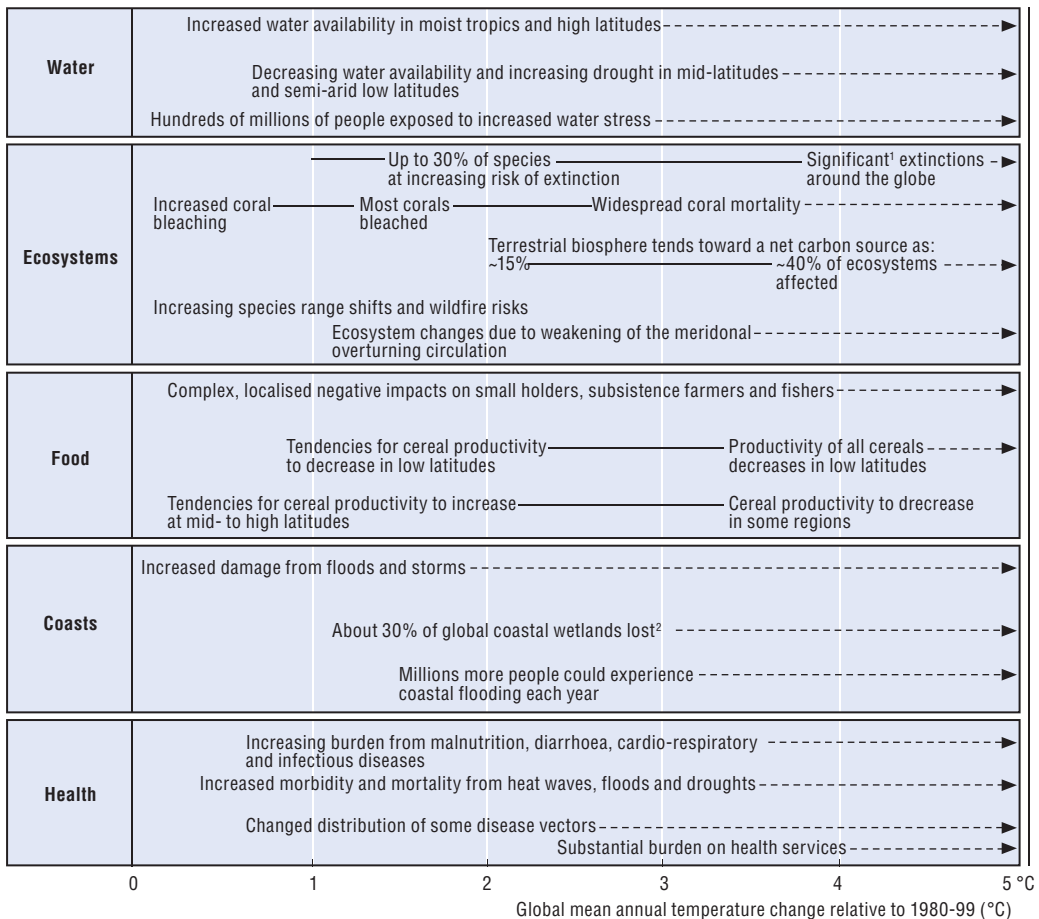 Water
Increased water availability in moist tropics and high latitudes
Decreasing water availability and increasing drought in mid-latitudes
and semi-arid low latitudes
Hundreds of millions of people exposed to increased water stress
Ecosystems
Up to 30% of species
at increasing risk of extinction
Significant¹ extinctions
around the globe
Increased coral
bleaching
Most corals
bleached
Widespread coral mortality
Terrestrial biosphere tends toward a net carbon source as:
~15%
~40% of ecosystems
affected
Increasing species range shifts and wildfire risks
Ecosystem changes due to weakening of the meridonal
overturning circulation
Food
Complex, localised negative impacts on small holders, subsistence farmers and fishers
Tendencies for cereal productivity
to decrease in low latitudes
Productivity of all cereals
decreases in low latitudes
Tendencies for cereal productivity to increase
at mid- to high latitudes
Cereal productivity to drecrease
in some regions
Coasts
Increased damage from floods and storms
About 30% of global coastal wetlands lost²
Millions more people could experience
coastal flooding each year
Health
Increasing burden from malnutrition, diarrhoea, cardio-respiratory
and infectious diseases
Increased morbidity and mortality from heat waves, floods and droughts
Changed distribution of some disease vectors
Substantial burden on health services
0 1 2 3 4 5 °C
Global mean annual temperature change relative to 1980-99 (°C)